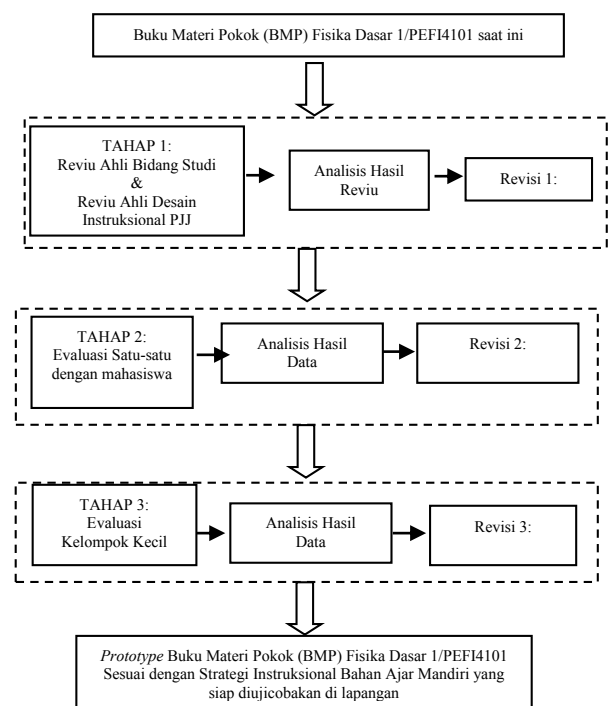 Buku Materi Pokok (BMP) Fisika Dasar 1/PEFI4101 saat ini
TAHAP 1:
Reviu Ahli Bidang Studi
&
Reviu Ahli Desain
Instruksional PJJ
Analisis Hasil
Reviu
Revisi 1:
TAHAP 2:
Evaluasi Satu-satu
dengan mahasiswa
Analisis Hasil
Data
Revisi 2:
TAHAP 3:
Evaluasi
Kelompok Kecil
Analisis Hasil
Data
Revisi 3:
Prototype Buku Materi Pokok (BMP) Fisika Dasar 1/PEFI4101
Sesuai dengan Strategi Instruksional Bahan Ajar Mandiri yang
siap diujicobakan di lapangan